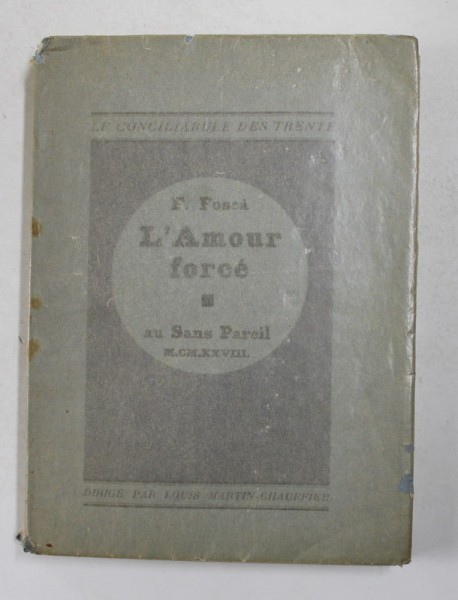 LE CONCILIABULE DES TRENTE
F. Fosca
L'Amour
forcé
au Sans Pareil
M.CM.XXVIII.
DIRIGÉ PAR LOUIS MARTIN-CHAUFFIER